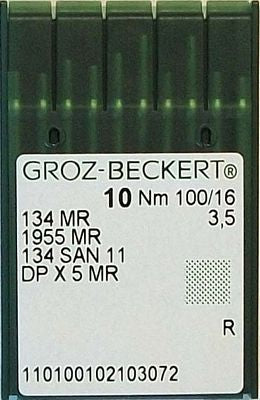 GROZ-BECKERT®
10 Nm 100/16
134 MR 3,5
1955 MR
134 SAN 11
DP X 5 MR
R
110100102103072